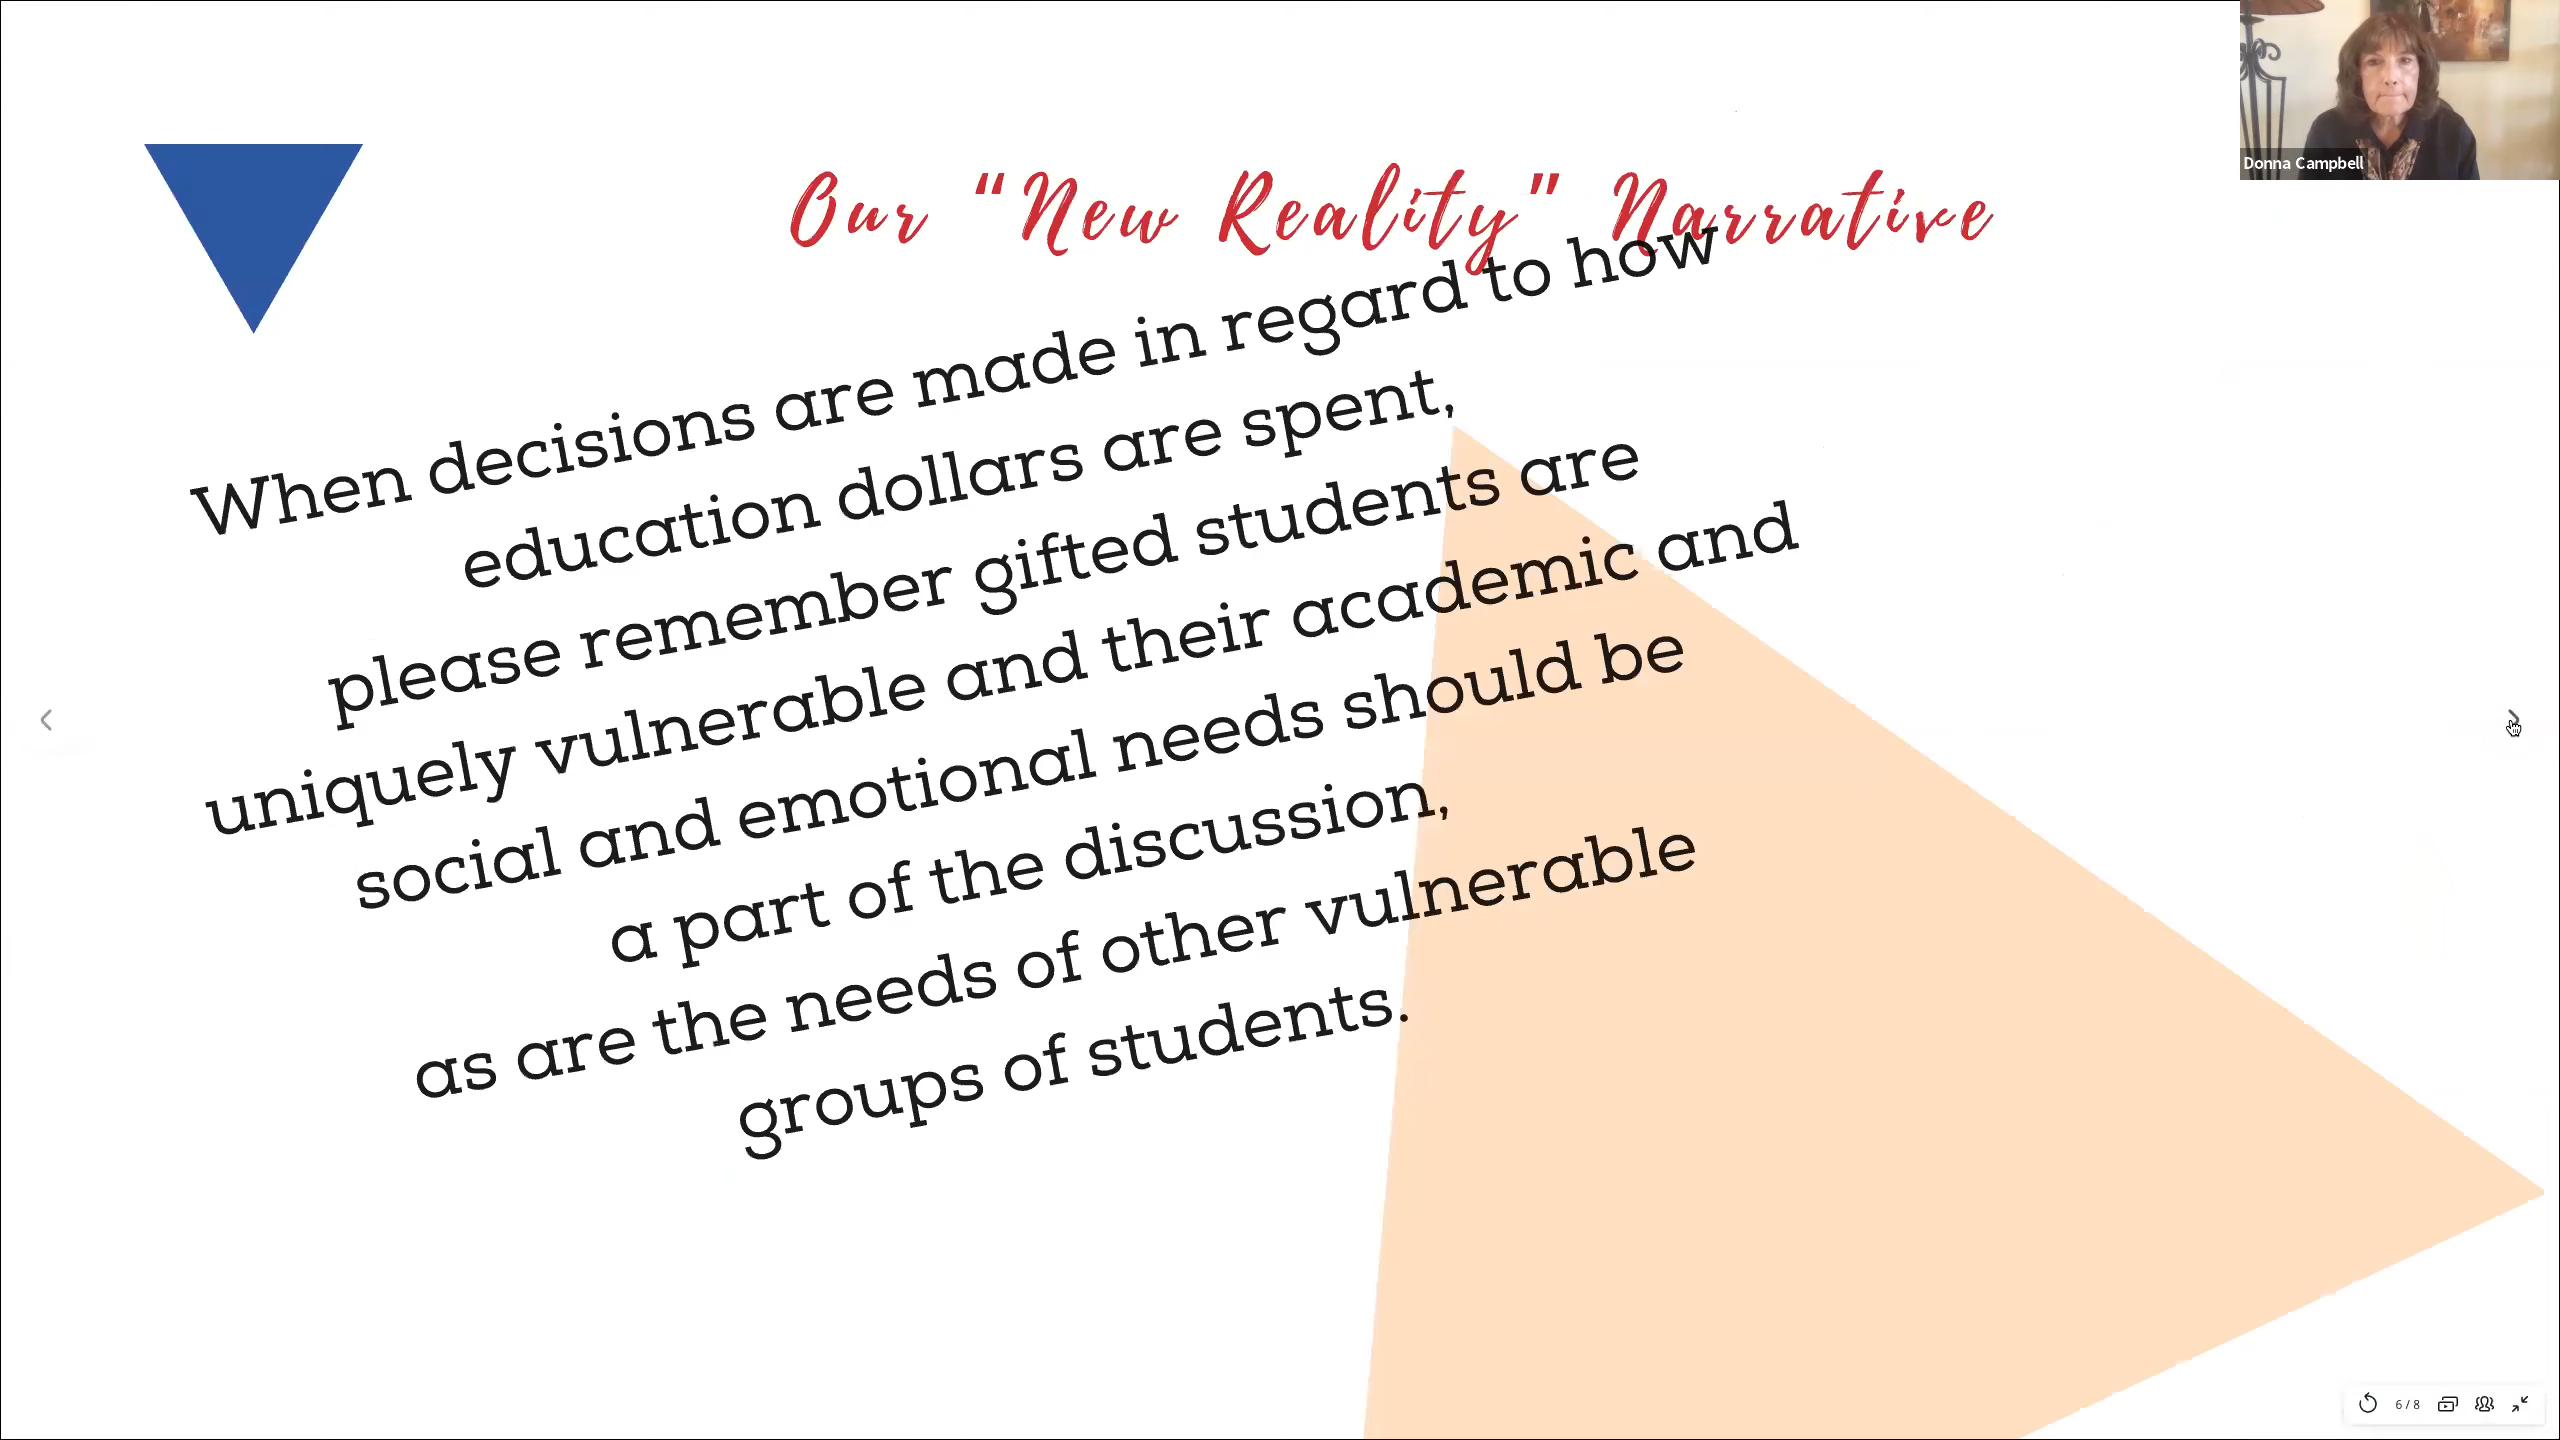 Donna Campbell
Our “New Reality” Narrative
When decisions are made in regard to how
education dollars are spent,
please remember gifted students are
uniquely vulnerable and their academic and
social and emotional needs should be
a part of the discussion,
as are the needs of other vulnerable
groups of students.
6/8